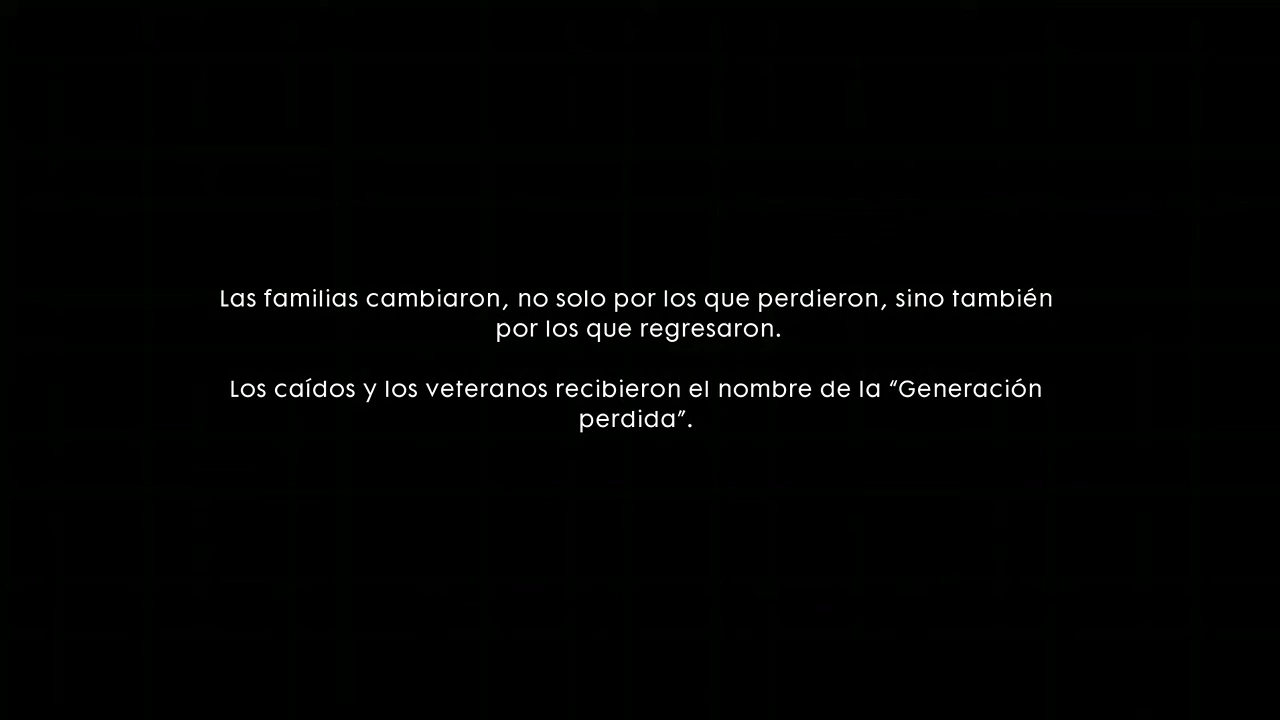 Las familias cambiaron, no solo por los que perdieron, sino también
por los que regresaron.
Los caídos y los veteranos recibieron el nombre de la “Generación
perdida”.